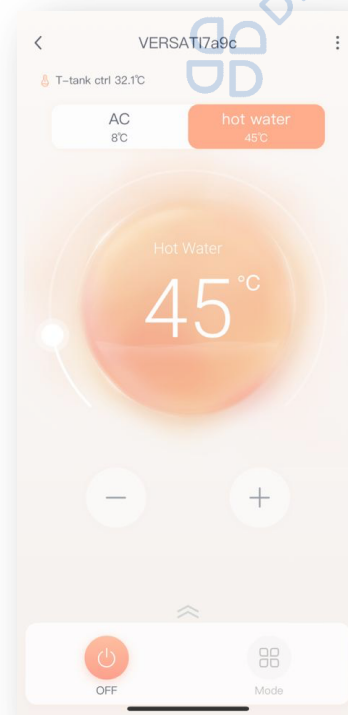 VERSATI7a9c
T-tank ctrl 32.1℃
AC
8℃
hot water
45℃
Hot Water
45 ℃
OFF
Mode